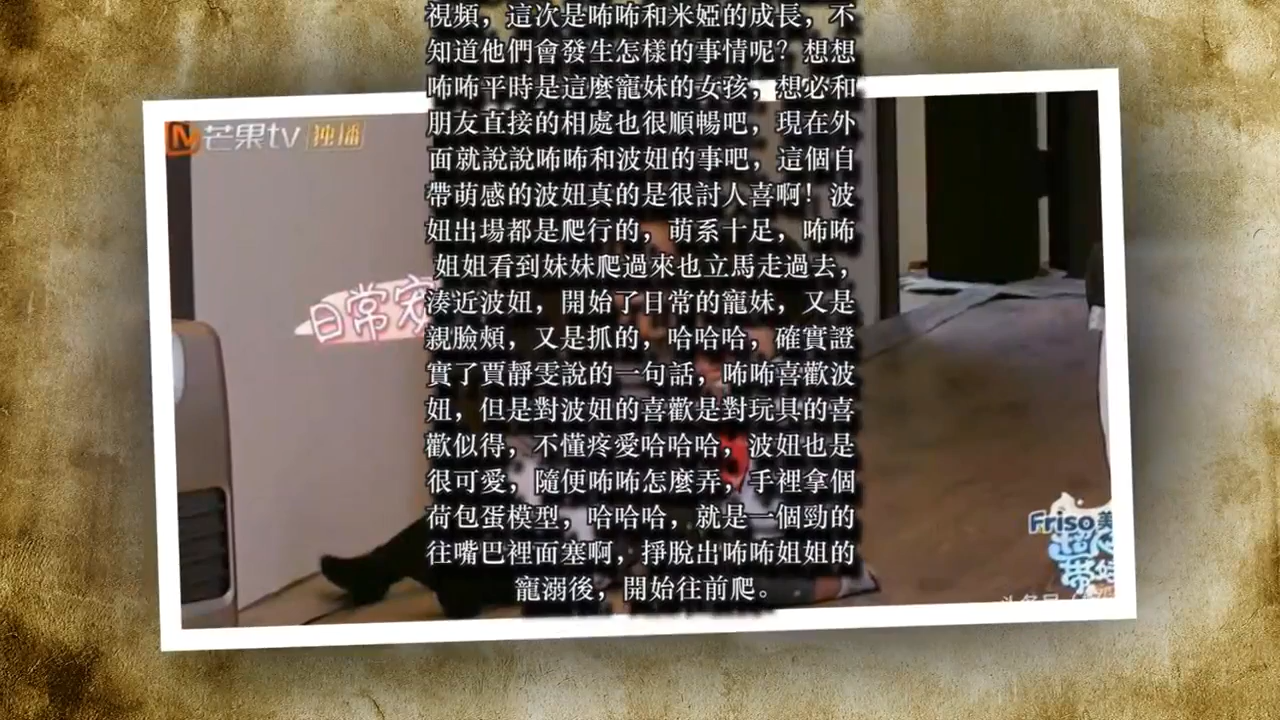 視頻，這次是咘咘和米婭的成長，不
知道他們會發生怎樣的事情呢？想想
咘咘平時是這麼寵妹的女孩，想必和
朋友直接的相處也很順暢吧，現在外
面就說說咘咘和波妞的事吧，這個自
帶萌感的波妞真的是很討人喜啊！波
妞出場都是爬行的，萌系十足，咘咘
姐姐看到妹妹爬過來也立馬走過去，
湊近波妞，開始了日常的寵妹，又是
親臉頰，又是抓的，哈哈哈，確實證
實了賈靜雯說的一句話，咘咘喜歡波
妞，但是對波妞的喜歡是對玩具的喜
歡似得，不懂疼愛哈哈哈，波妞也是
很可愛，隨便咘咘怎麼弄，手裡拿個
荷包蛋模型，哈哈哈，就是一個勁的
往嘴巴裡面塞啊，掙脫出咘咘姐姐的
寵溺後，開始往前爬。
芒果tv 独播
日常宠
Friso美
超
带